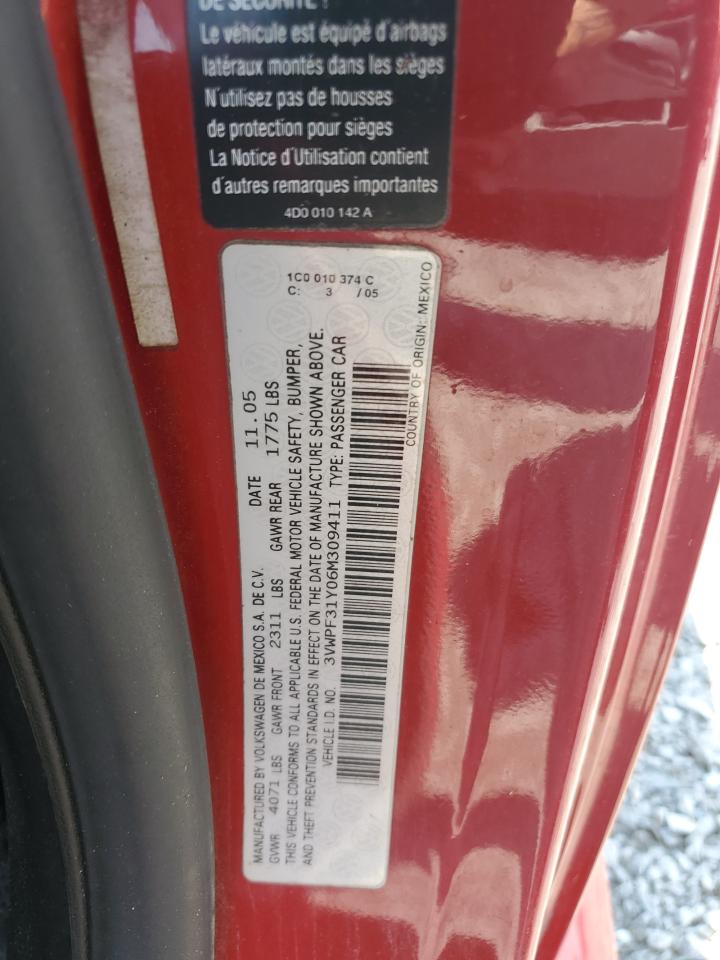 DE SÉCURITÉ !
Le véhicule est équipé d'airbags
latéraux montés dans les sièges
N'utilisez pas de housses
de protection pour sièges
La Notice d'Utilisation contient
d'autres remarques importantes
4D0 010 142 A
1C0 010 374 C
C: 3 /05
MANUFACTURED BY VOLKSWAGEN DE MEXICO S.A. DE C.V. DATE 11.05
GVWR 4071 LBS GAWR FRONT 2311 LBS GAWR REAR 1775 LBS
THIS VEHICLE CONFORMS TO ALL APPLICABLE U.S. FEDERAL MOTOR VEHICLE SAFETY, BUMPER,
AND THEFT PREVENTION STANDARDS IN EFFECT ON THE DATE OF MANUFACTURE SHOWN ABOVE.
VEHICLE I.D. NO. 3VWPF31Y06M309411 TYPE: PASSENGER CAR
COUNTRY OF ORIGIN: MEXICO